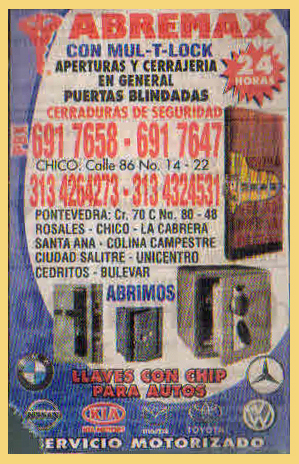 ABREMAX
CON MUL-T-LOCK
APERTURAS Y CERRAJERIA
EN GENERAL
PUERTAS BLINDADAS
24
HORAS
CERRADURAS DE SEGURIDAD
PBX
691 7658 - 691 7647
CHICO: Calle 86 No. 14 - 22
313 4264273 - 313 4324531
PONTEVEDRA: Cr. 70 C No. 80 - 48
ROSALES - CHICO - LA CABRERA
SANTA ANA - COLINA CAMPESTRE
CIUDAD SALITRE - UNICENTRO
CEDRITOS - BULEVAR
ABRIMOS
LLAVES CON CHIP
PARA AUTOS
NISSAN
KIA
KIA MOTORS
mazda
TOYOTA
SERVICIO MOTORIZADO